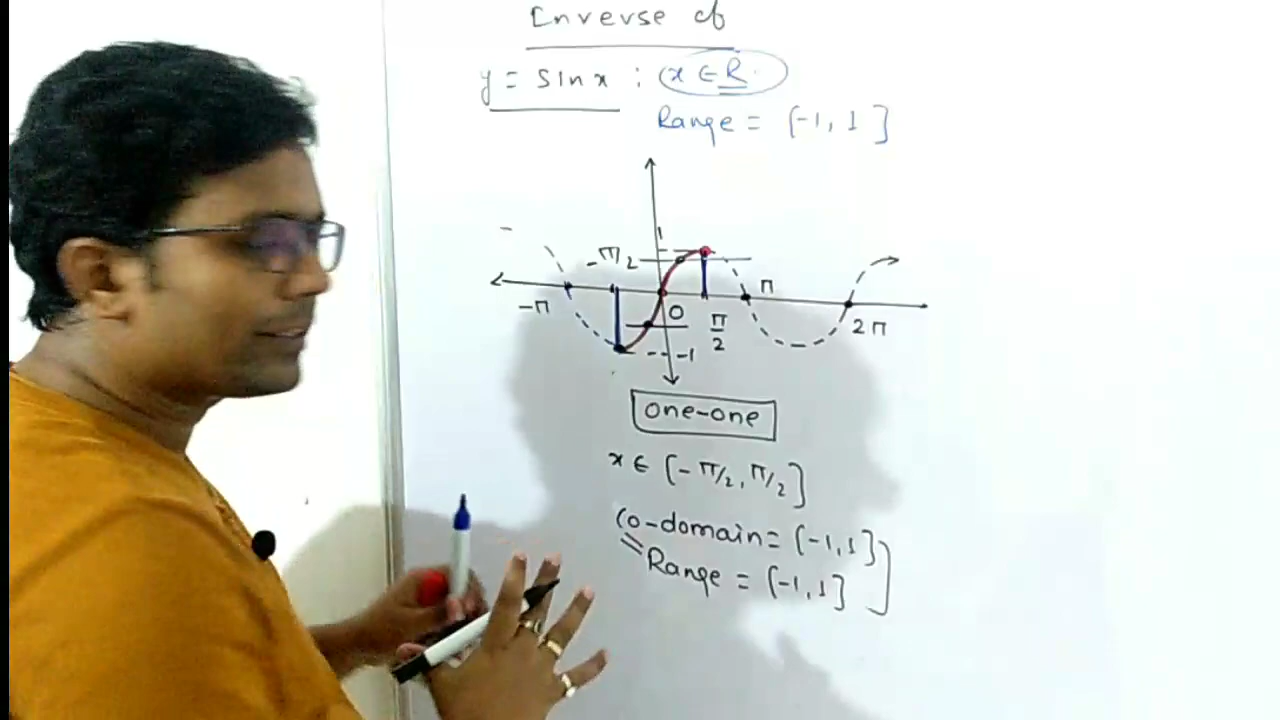 Inverse of
y = sin x : x ∈ R.
Range = [-1, 1]
1
-π/2
-π
0
π/2
π
2π
-1
one-one
x ∈ [-π/2, π/2]
Co-domain = [-1, 1]
Range = [-1, 1]